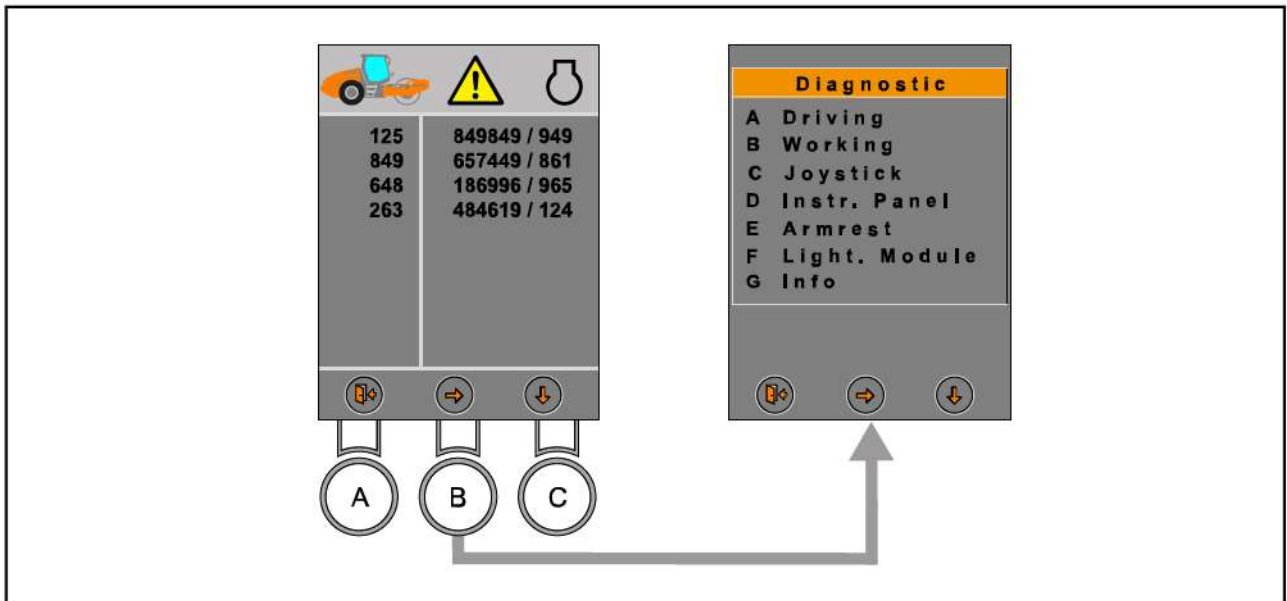 125 849849 / 949
849 657449 / 861
648 186996 / 965
263 484619 / 124
A B C
Diagnostic
A Driving
B Working
C Joystick
D Instr. Panel
E Armrest
F Light. Module
G Info